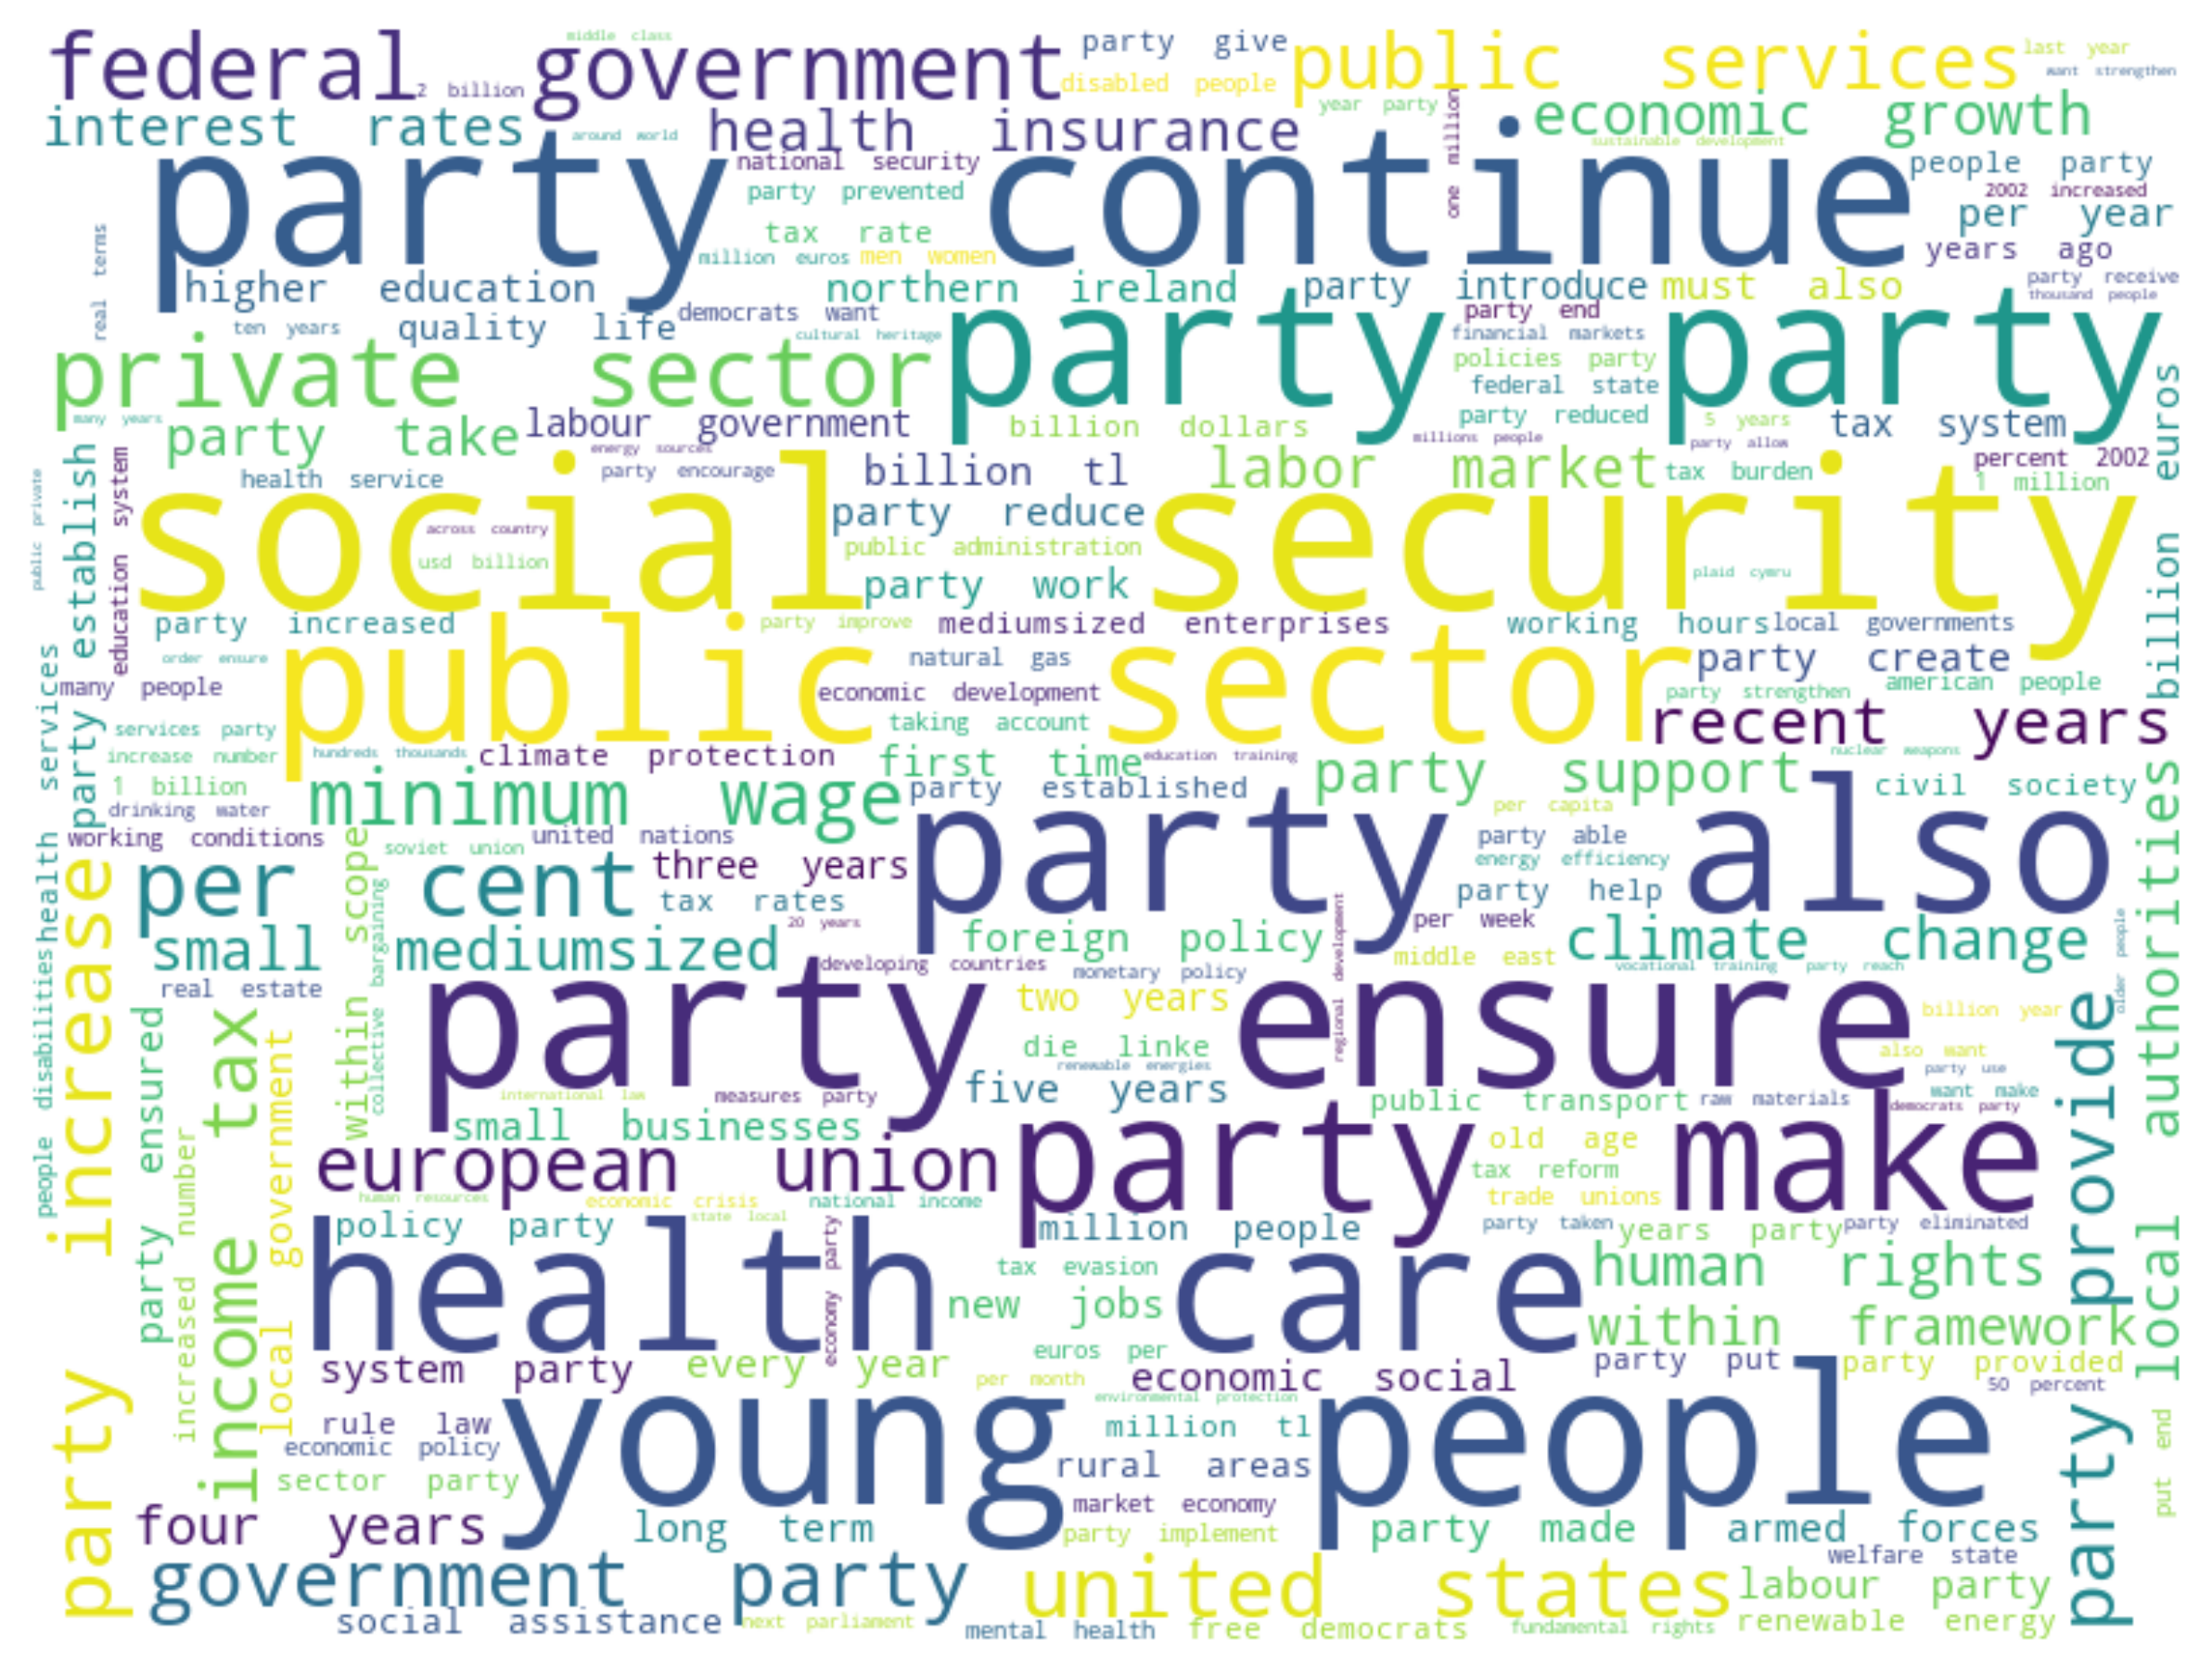 middle class
federal government
2 billion
party give
public services
last year
want strengthen
disabled people
year party
interest rates
around world
health insurance
one million
economic growth
sustainable development
party continue
national security
people party
party prevented
2002 increased
per year
tax rate
real terms
million euros
men women
years ago
higher education
northern ireland
party introduce
must also
party receive
thousand people
ten years
quality life
democrats want
cultural heritage
party party
party end
financial markets
private sector
policies party
federal state
many years
party take
labour government
billion dollars
party reduced
5 years
tax system
billion euros
energy sources
millions people
party allow
party establish
education system
public private
health service
party encourage
billion tl
labor market
tax burden
percent 2002
1 million
social security
party reduce
across country
public administration
usd billion
party work
plaid cymru
party increased
public sector
party improve
mediumsized enterprises
working hours
local governments
order ensure
natural gas
party create
many people
economic development
party strengthen
american people
services party
taking account
recent years
increase number
hundreds thousands
climate protection
first time
education training
nuclear weapons
1 billion
minimum wage
party established
party support
civil society
drinking water
per capita
working conditions
united nations
party also
party able
soviet union
energy efficiency
health services
within scope
per cent
three years
tax rates
party help
20 years
per week
small mediumsized
foreign policy
climate change
older people
collective bargaining
developing countries
monetary policy
regional development
middle east
vocational training
party reach
real estate
party ensure
two years
billion year
people disabilities
party increase
party ensured
income tax
local government
die linke
also want
renewable energies
party use
international law
measures party
five years
want make
small businesses
public transport
raw materials
democrats party
party provide
local authorities
increased number
european union
party make
old age
tax reform
human resources
economic crisis
national income
trade unions
state local
policy party
million people
party taken
years party
party eliminated
health care
economy party
tax evasion
human rights
new jobs
within framework
euros per
system party
every year
per month
economic social
party put
party provided
50 percent
environmental protection
young people
rule law
million tl
put end
economic policy
rural areas
sector party
market economy
four years
long term
party implement
party made
armed forces
welfare state
government party
united states
labour party
social assistance
next parliament
mental health
free democrats
fundamental rights
renewable energy